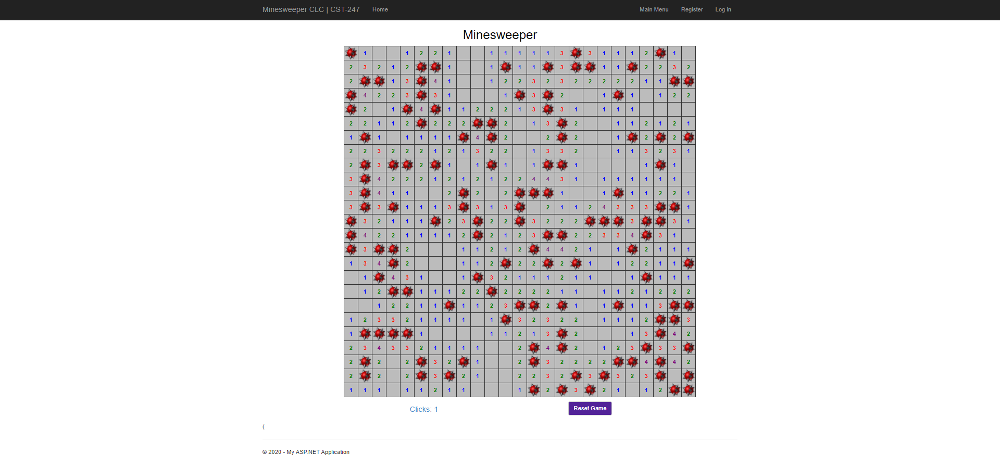 Minesweeper CLC | CST-247 Home Main Menu Register Log in
Minesweeper
1 1 2 2 1 1 1 1 1 1 3 3 1 1 1 2 1
2 3 2 1 2 1 1 1 1 3 1 1 2 2 3 2
2 1 3 4 1 1 2 2 3 2 3 2 2 2 2 2 1 1
4 2 2 3 3 1 1 3 2 1 1 1 2 2
2 1 4 1 1 2 2 2 1 3 3 1 1 1 1
2 2 1 1 2 2 2 2 2 1 3 2 1 1 2 1 2 1
1 1 1 1 1 1 4 2 2 2 1 2 2
2 2 3 2 2 2 1 2 1 3 2 2 1 3 3 2 1 1 3 2 3 1
2 3 2 1 1 1 1 1 1 1
3 4 2 2 2 1 2 1 2 1 2 2 4 4 3 1 1 1 1 1 1 1
3 4 1 1 2 2 2 1 1 1 1 2 2 1
3 3 1 1 1 3 3 1 3 2 1 1 2 4 3 3 3 1
3 2 1 1 1 2 3 2 2 3 2 2 2 3 3 1
4 2 2 1 1 1 1 2 2 1 2 3 2 2 3 3 4 3 1
3 2 1 1 2 1 2 4 4 2 1 1 2 1 1 1
1 3 4 2 1 1 2 2 2 2 1 1 2 2 1 1
1 4 3 1 1 3 2 1 1 1 2 1 1 1 1 1 1
1 2 1 1 1 2 2 2 2 2 2 1 1 1 1 2 1 2 2 2
1 2 2 1 1 1 1 2 3 2 1 1 1 1 3
1 2 3 3 2 1 1 1 1 1 3 2 3 2 2 1 1 1 2 3
1 1 1 1 2 1 3 2 1 3 4 2
2 3 4 3 3 2 1 1 1 1 2 4 2 1 2 3 3 3
2 2 2 3 2 1 2 3 2 2 2 2 4 4 2
2 2 2 3 2 1 2 2 3 2 3 3 2 3
1 1 1 1 1 2 1 1 1 2 3 2 1 1 2
Clicks: 1 Reset Game
(
© 2020 - My ASP.NET Application